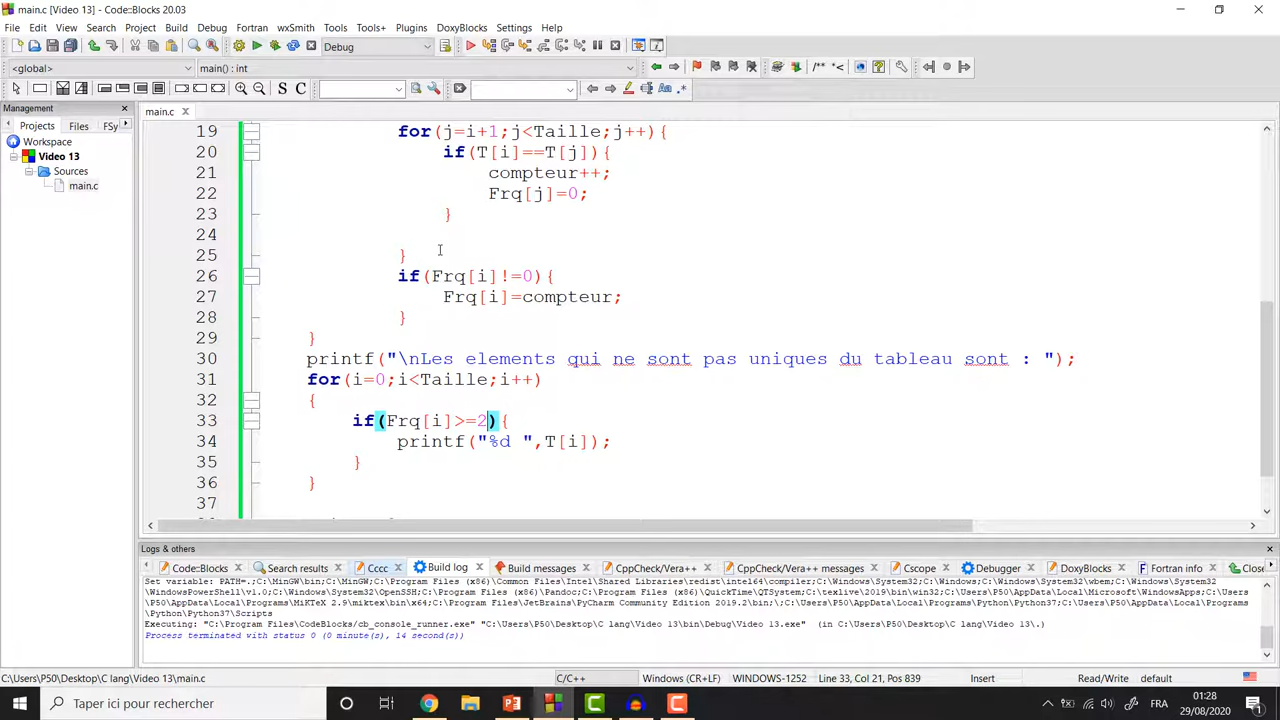 main.c [Video 13] - Code::Blocks 20.03
File Edit View Search Project Build Debug Fortran wxSmith Tools Tools+ Plugins DoxyBlocks Settings Help
Debug
<global> main() : int
/** *<
S C Aa .*
Management
Projects Files FSy
main.c
Workspace
Video 13
Sources
main.c
19 for(j=i+1;j<Taille;j++){
20 if(T[i]==T[j]){
21 compteur++;
22 Frq[j]=0;
23 }
24
25 }
26 if(Frq[i]!=0){
27 Frq[i]=compteur;
28 }
29 }
30 printf("\nLes elements qui ne sont pas uniques du tableau sont : ");
31 for(i=0;i<Taille;i++)
32 {
33 if(Frq[i]>=2){
34 printf("%d ",T[i]);
35 }
36 }
37
Logs & others
Code::Blocks Search results Cccc Build log Build messages CppCheck/Vera++ CppCheck/Vera++ messages Cscope Debugger DoxyBlocks Fortran info Close
Set variable: PATH=.;C:\MinGW\bin;C:\MinGW;C:\Program Files (x86)\Common Files\Intel\Shared Libraries\redist\intel64\compiler;C:\Windows\System32;C:\Windows;C:\Windows\System32\wbem;C:\Windows\System32
\WindowsPowerShell\v1.0;C:\Windows\System32\OpenSSH;C:\Program Files (x86)\Pandoc;C:\Program Files (x86)\QuickTime\QTSystem;C:\texlive\2019\bin\win32;C:\Users\P50\AppData\Local\Microsoft\WindowsApps;C:\Users
\P50\AppData\Local\Programs\MiKTeX 2.9\miktex\bin\x64;C:\Program Files\JetBrains\PyCharm Community Edition 2019.2\bin;\;C:\Users\P50\AppData\Local\Programs\Python\Python37;C:\Users\P50\AppData\Local\Programs
\Python\Python37\Scripts
Executing: "C:\Program Files\CodeBlocks/cb_console_runner.exe" "C:\Users\P50\Desktop\C lang\Video 13\bin\Debug\Video 13.exe" (in C:\Users\P50\Desktop\C lang\Video 13\.)
Process terminated with status 0 (0 minute(s), 14 second(s))
C:\Users\P50\Desktop\C lang\Video 13\main.c C/C++ Windows (CR+LF) WINDOWS-1252 Line 33, Col 21, Pos 839 Insert Read/Write default
Taper ici pour rechercher
FRA
01:28
29/08/2020